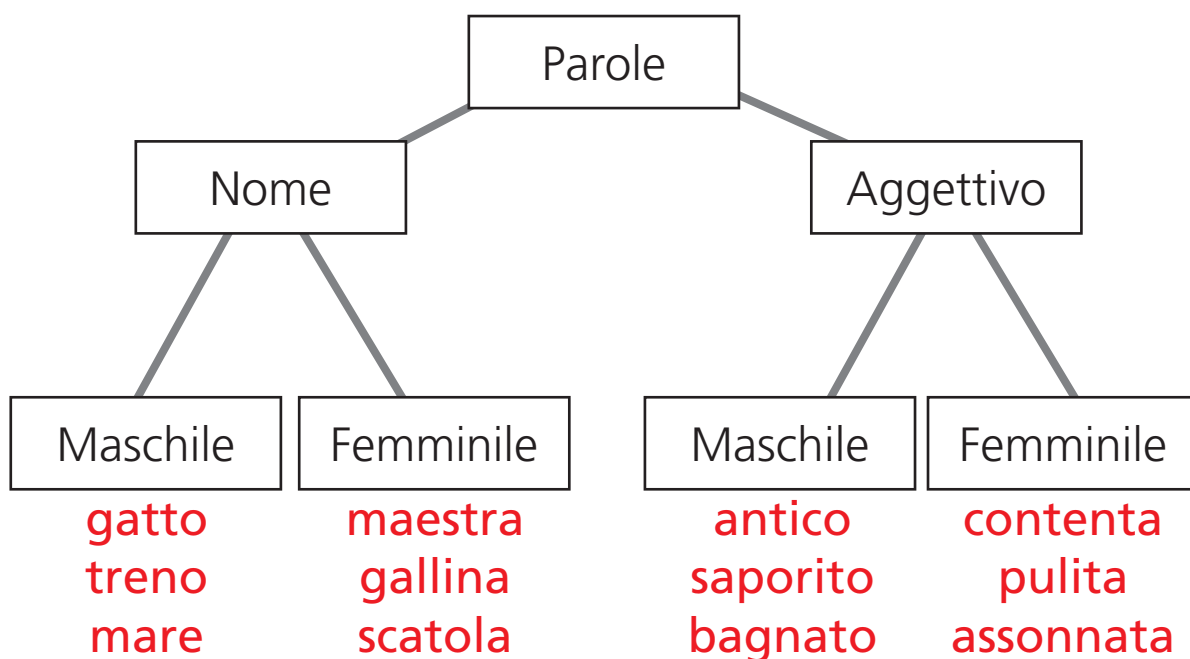 Parole
Nome Aggettivo
Maschile Femminile Maschile Femminile
gatto maestra antico contenta
treno gallina saporito pulita
mare scatola bagnato assonnata